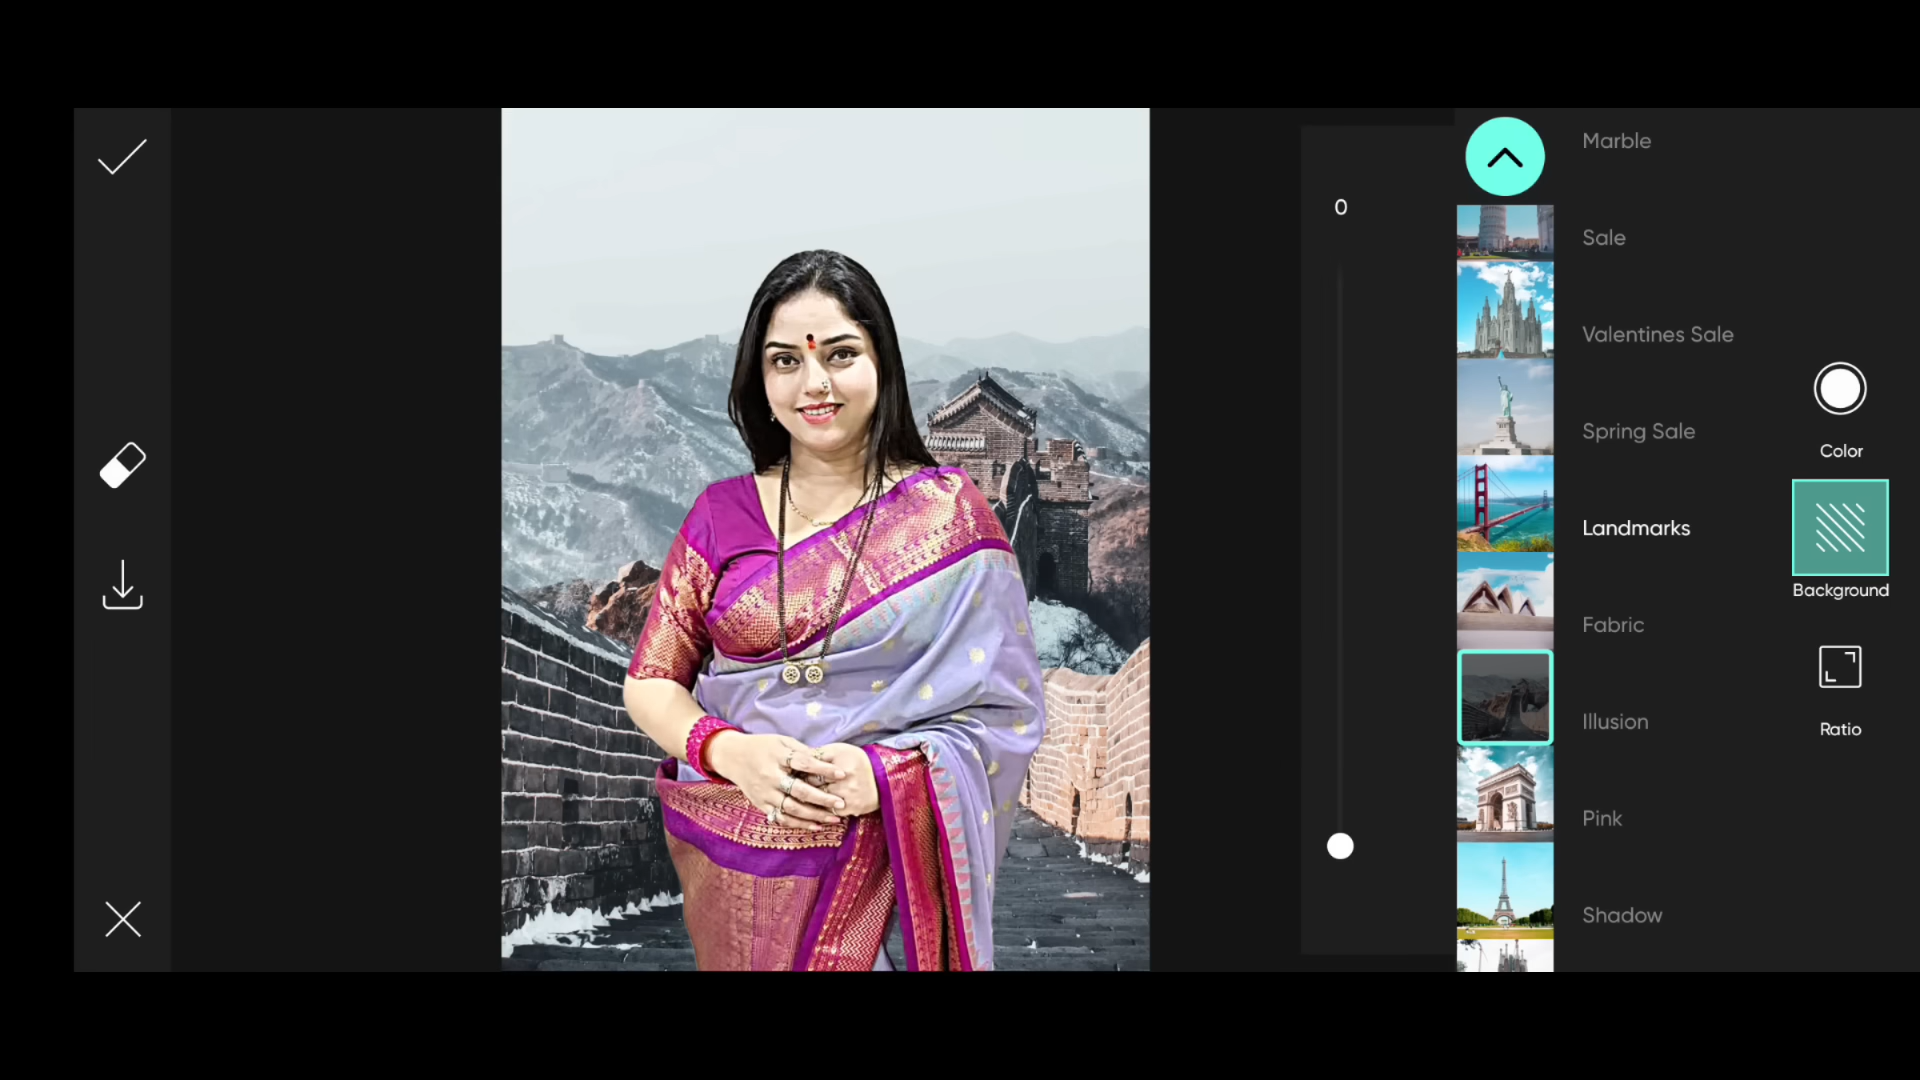 0
Marble
Sale
Valentines Sale
Spring Sale
Landmarks
Fabric
Illusion
Pink
Shadow
Color
Background
Ratio